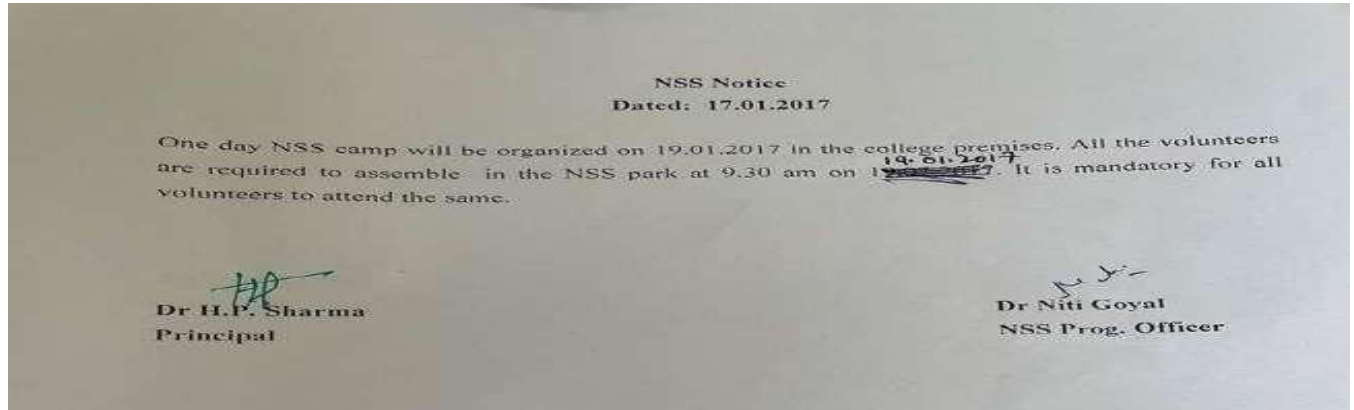 NSS Notice
Dated: 17.01.2017
One day NSS camp will be organized on 19.01.2017 in the college premises. All the volunteers
19.01.2017
are required to assemble in the NSS park at 9.30 am on It is mandatory for all
volunteers to attend the same.
Dr H.P. Sharma
Principal
Dr Niti Goyal
NSS Prog. Officer